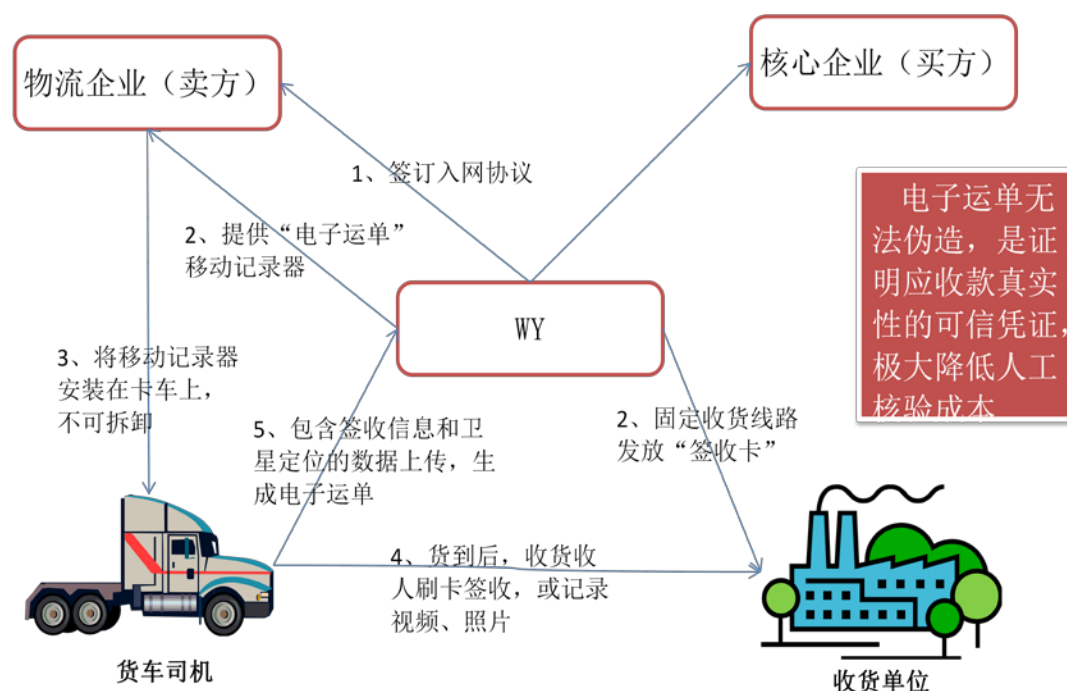 物流企业（卖方）
核心企业（买方）
1、签订入网协议
2、提供“电子运单”
移动记录器
电子运单无
法伪造，是证
明应收款真实
性的可信凭证，
极大降低人工
核验成本
WY
3、将移动记录器
安装在卡车上，
不可拆卸
5、包含签收信息和卫
星定位的数据上传，生
成电子运单
2、固定收货线路
发放“签收卡”
4、货到后，收货收
人刷卡签收，或记录
视频、照片
货车司机
收货单位